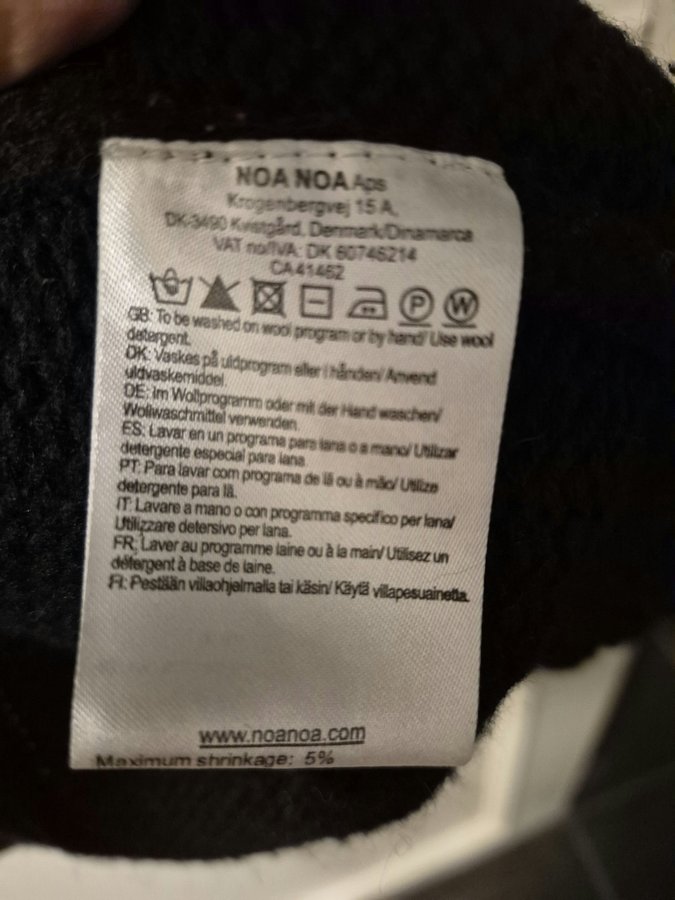 NOA NOA Aps
Krogenbergvej 15 A,
DK-3490 Kvistgård, Denmark/Dinamarca
VAT no/IVA: DK 60746214
CA41462
P W
GB: To be washed on wool program or by hand/ Use wool
detergent.
DK: Vaskes på uldprogram eller i hånden/ Anvend
uldvaskemiddel.
DE: Im Wollprogramm oder mit der Hand waschen/
Wollwaschmittel verwenden.
ES: Lavar en un programa para lana o a mano/ Utilizar
detergente especial para lana
PT: Para lavar com programa de lã ou à mão/ Utilize
detergente para lã.
IT: Lavare a mano o con programma specifico per lana/
Utilizzare detersivo per lana.
FR: Laver au programme laine ou à la main/ Utilisez un
détergent à base de laine.
FI: Pestään villaohjelmalla tai käsin/ Käytä villapesuainetta.
www.noanoa.com
Maximum shrinkage: 5%